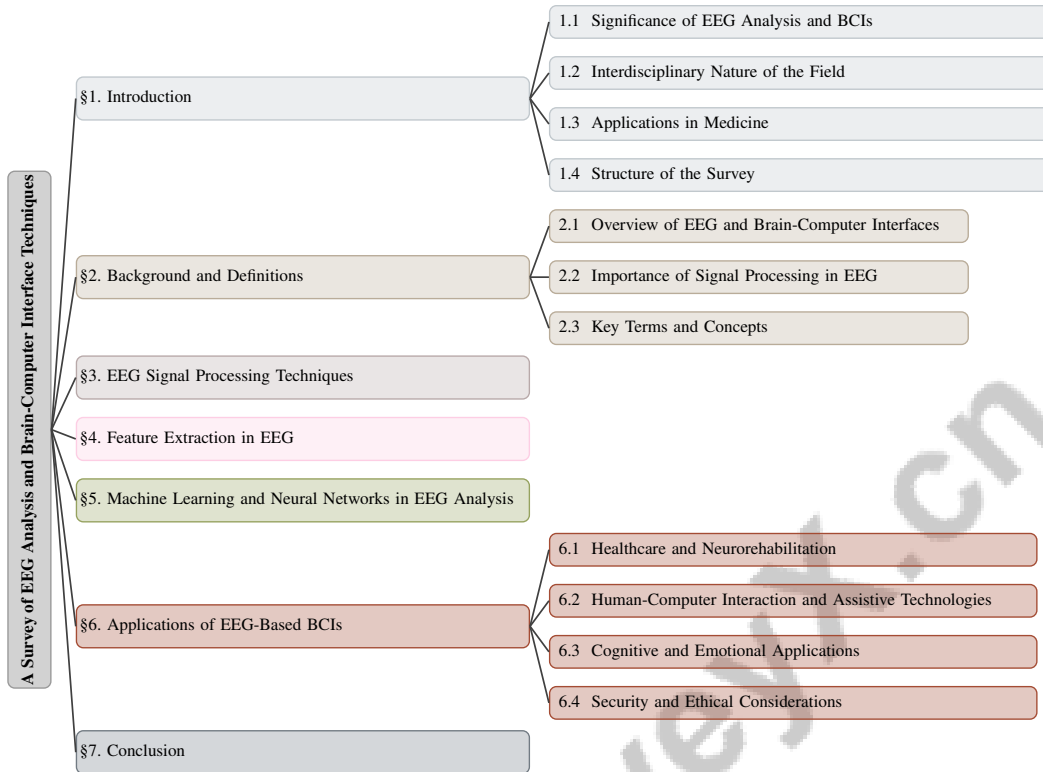 A Survey of EEG Analysis and Brain-Computer Interface Techniques
§1. Introduction
1.1 Significance of EEG Analysis and BCIs
1.2 Interdisciplinary Nature of the Field
1.3 Applications in Medicine
1.4 Structure of the Survey
§2. Background and Definitions
2.1 Overview of EEG and Brain-Computer Interfaces
2.2 Importance of Signal Processing in EEG
2.3 Key Terms and Concepts
§3. EEG Signal Processing Techniques
§4. Feature Extraction in EEG
§5. Machine Learning and Neural Networks in EEG Analysis
§6. Applications of EEG-Based BCIs
6.1 Healthcare and Neurorehabilitation
6.2 Human-Computer Interaction and Assistive Technologies
6.3 Cognitive and Emotional Applications
6.4 Security and Ethical Considerations
§7. Conclusion
eyx.cn